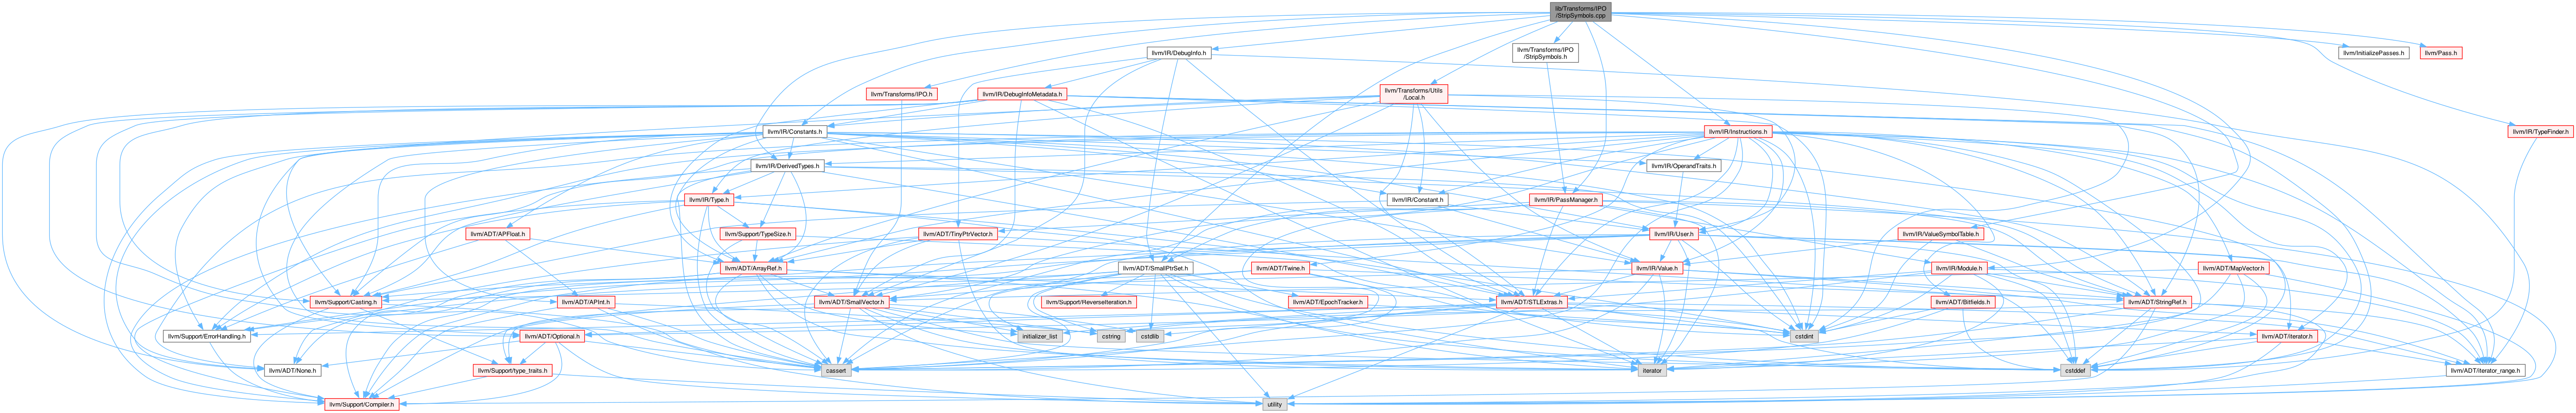 lib/Transforms/IPO
/StripSymbols.cpp
llvm/IR/DebugInfo.h
llvm/Transforms/IPO
/StripSymbols.h
llvm/InitializePasses.h
llvm/Pass.h
llvm/Transforms/IPO.h
llvm/IR/DebugInfoMetadata.h
llvm/Transforms/Utils
/Local.h
llvm/IR/Constants.h
llvm/IR/Instructions.h
llvm/IR/TypeFinder.h
llvm/IR/DerivedTypes.h
llvm/IR/OperandTraits.h
llvm/IR/Type.h
llvm/IR/Constant.h
llvm/IR/PassManager.h
llvm/ADT/APFloat.h
llvm/Support/TypeSize.h
llvm/ADT/TinyPtrVector.h
llvm/IR/User.h
llvm/IR/ValueSymbolTable.h
llvm/ADT/ArrayRef.h
llvm/ADT/SmallPtrSet.h
llvm/ADT/Twine.h
llvm/IR/Value.h
llvm/IR/Module.h
llvm/ADT/MapVector.h
llvm/Support/Casting.h
llvm/ADT/APInt.h
llvm/ADT/SmallVector.h
llvm/Support/ReverseIteration.h
llvm/ADT/EpochTracker.h
llvm/ADT/STLExtras.h
llvm/ADT/Bitfields.h
llvm/ADT/StringRef.h
llvm/Support/ErrorHandling.h
llvm/ADT/Optional.h
initializer_list
cstring
cstdlib
cstdint
llvm/ADT/iterator.h
llvm/ADT/None.h
llvm/Support/type_traits.h
cassert
iterator
cstddef
llvm/ADT/iterator_range.h
llvm/Support/Compiler.h
utility